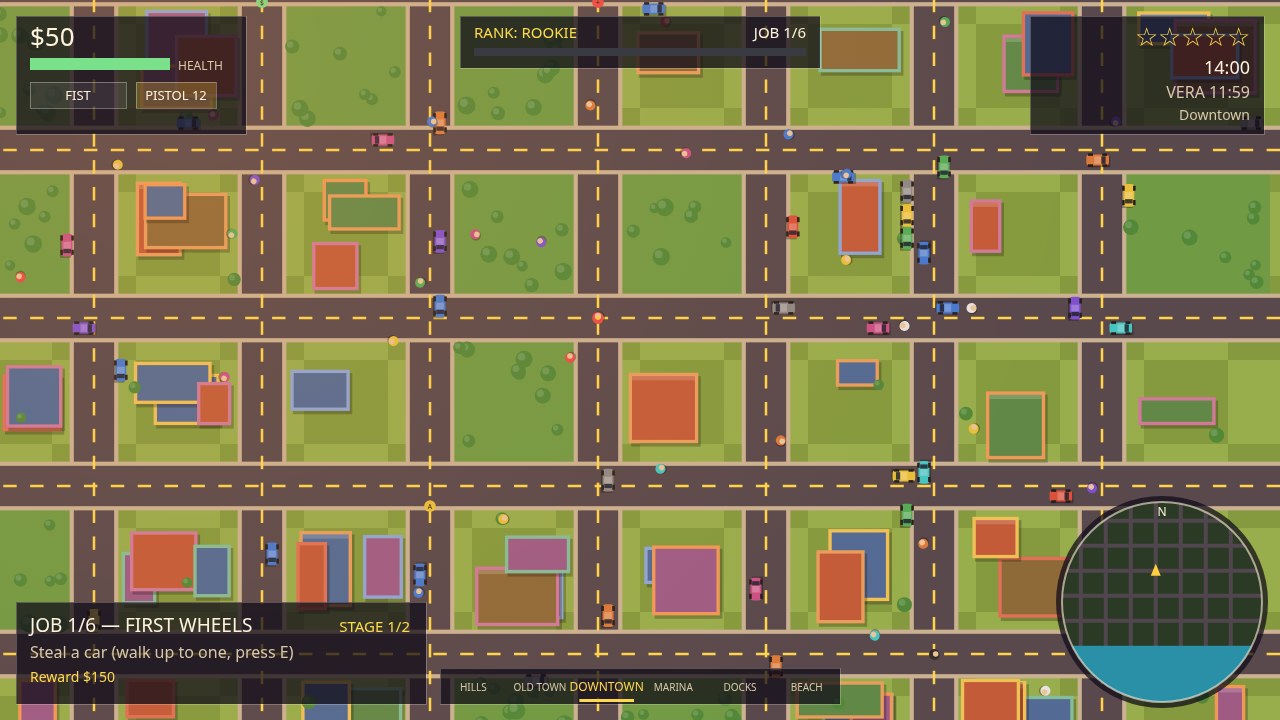 $50
HEALTH
FIST
PISTOL 12
RANK: ROOKIE
JOB 1/6
☆☆☆☆☆
14:00
VERA 11:59
Downtown
A
JOB 1/6 — FIRST WHEELS
STAGE 1/2
Steal a car (walk up to one, press E)
Reward $150
HILLS
OLD TOWN
DOWNTOWN
MARINA
DOCKS
BEACH
N